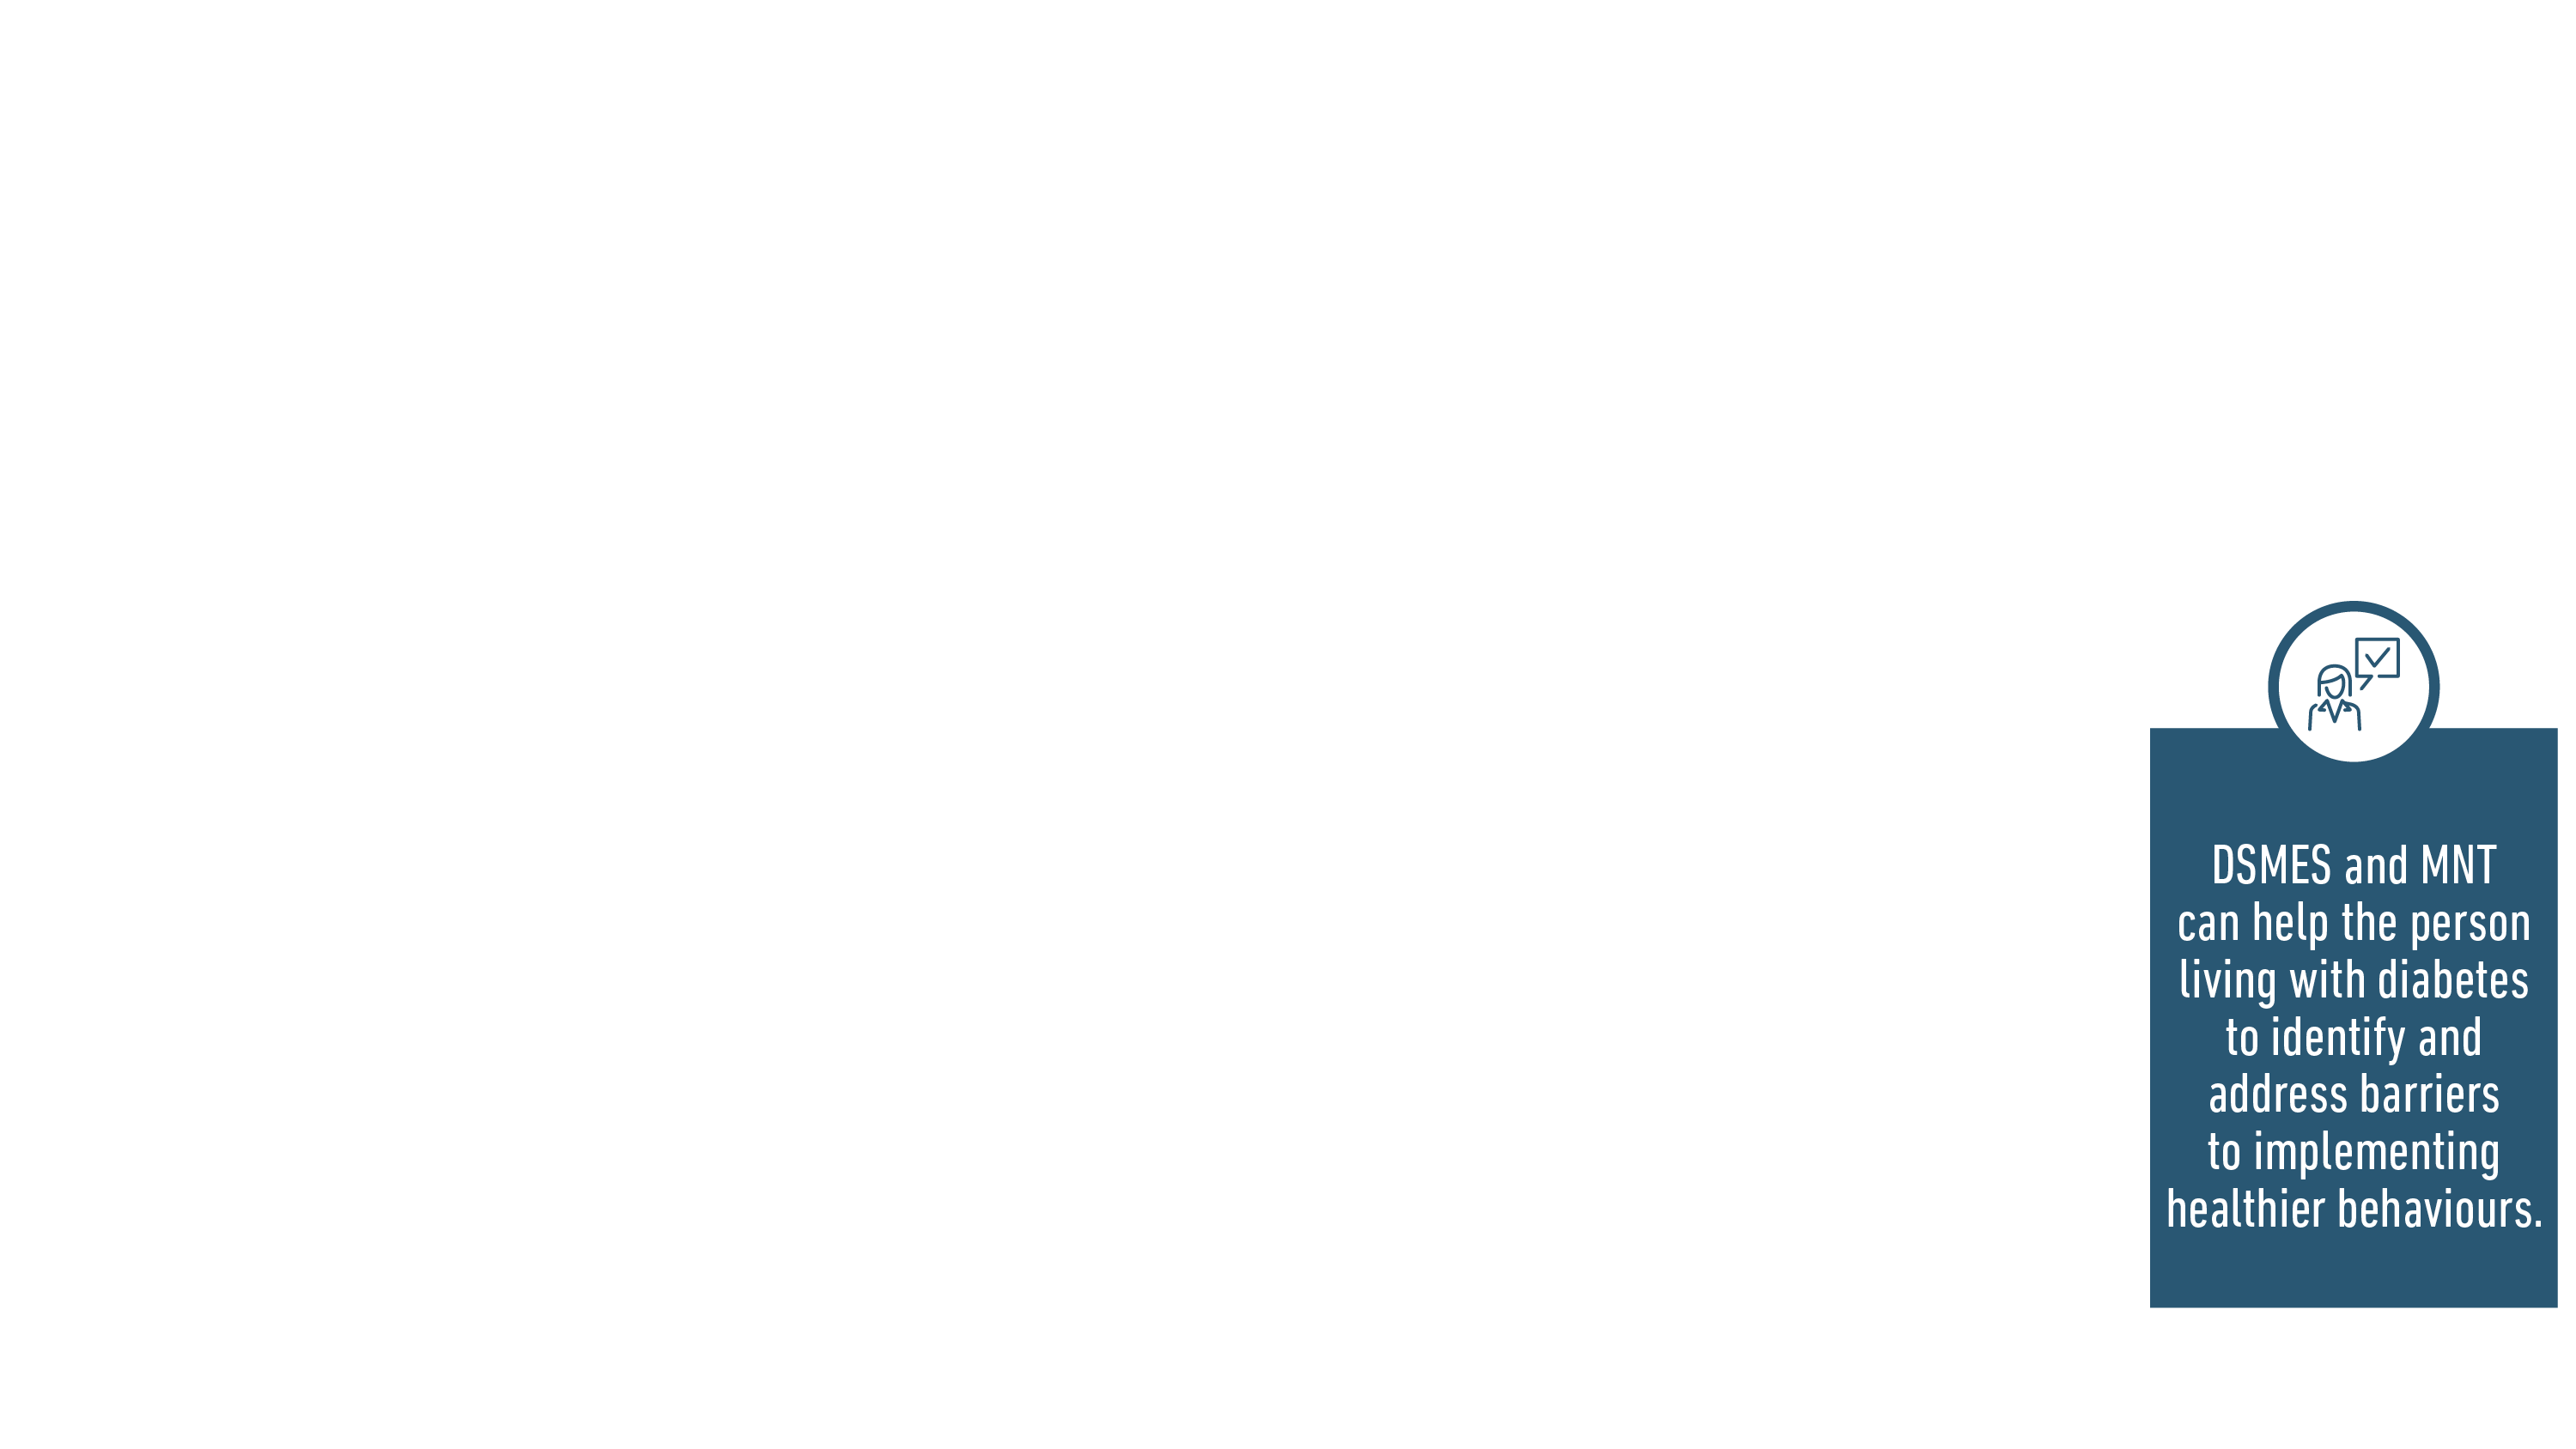 DSMES and MNT
can help the person
living with diabetes
to identify and
address barriers
to implementing
healthier behaviours.